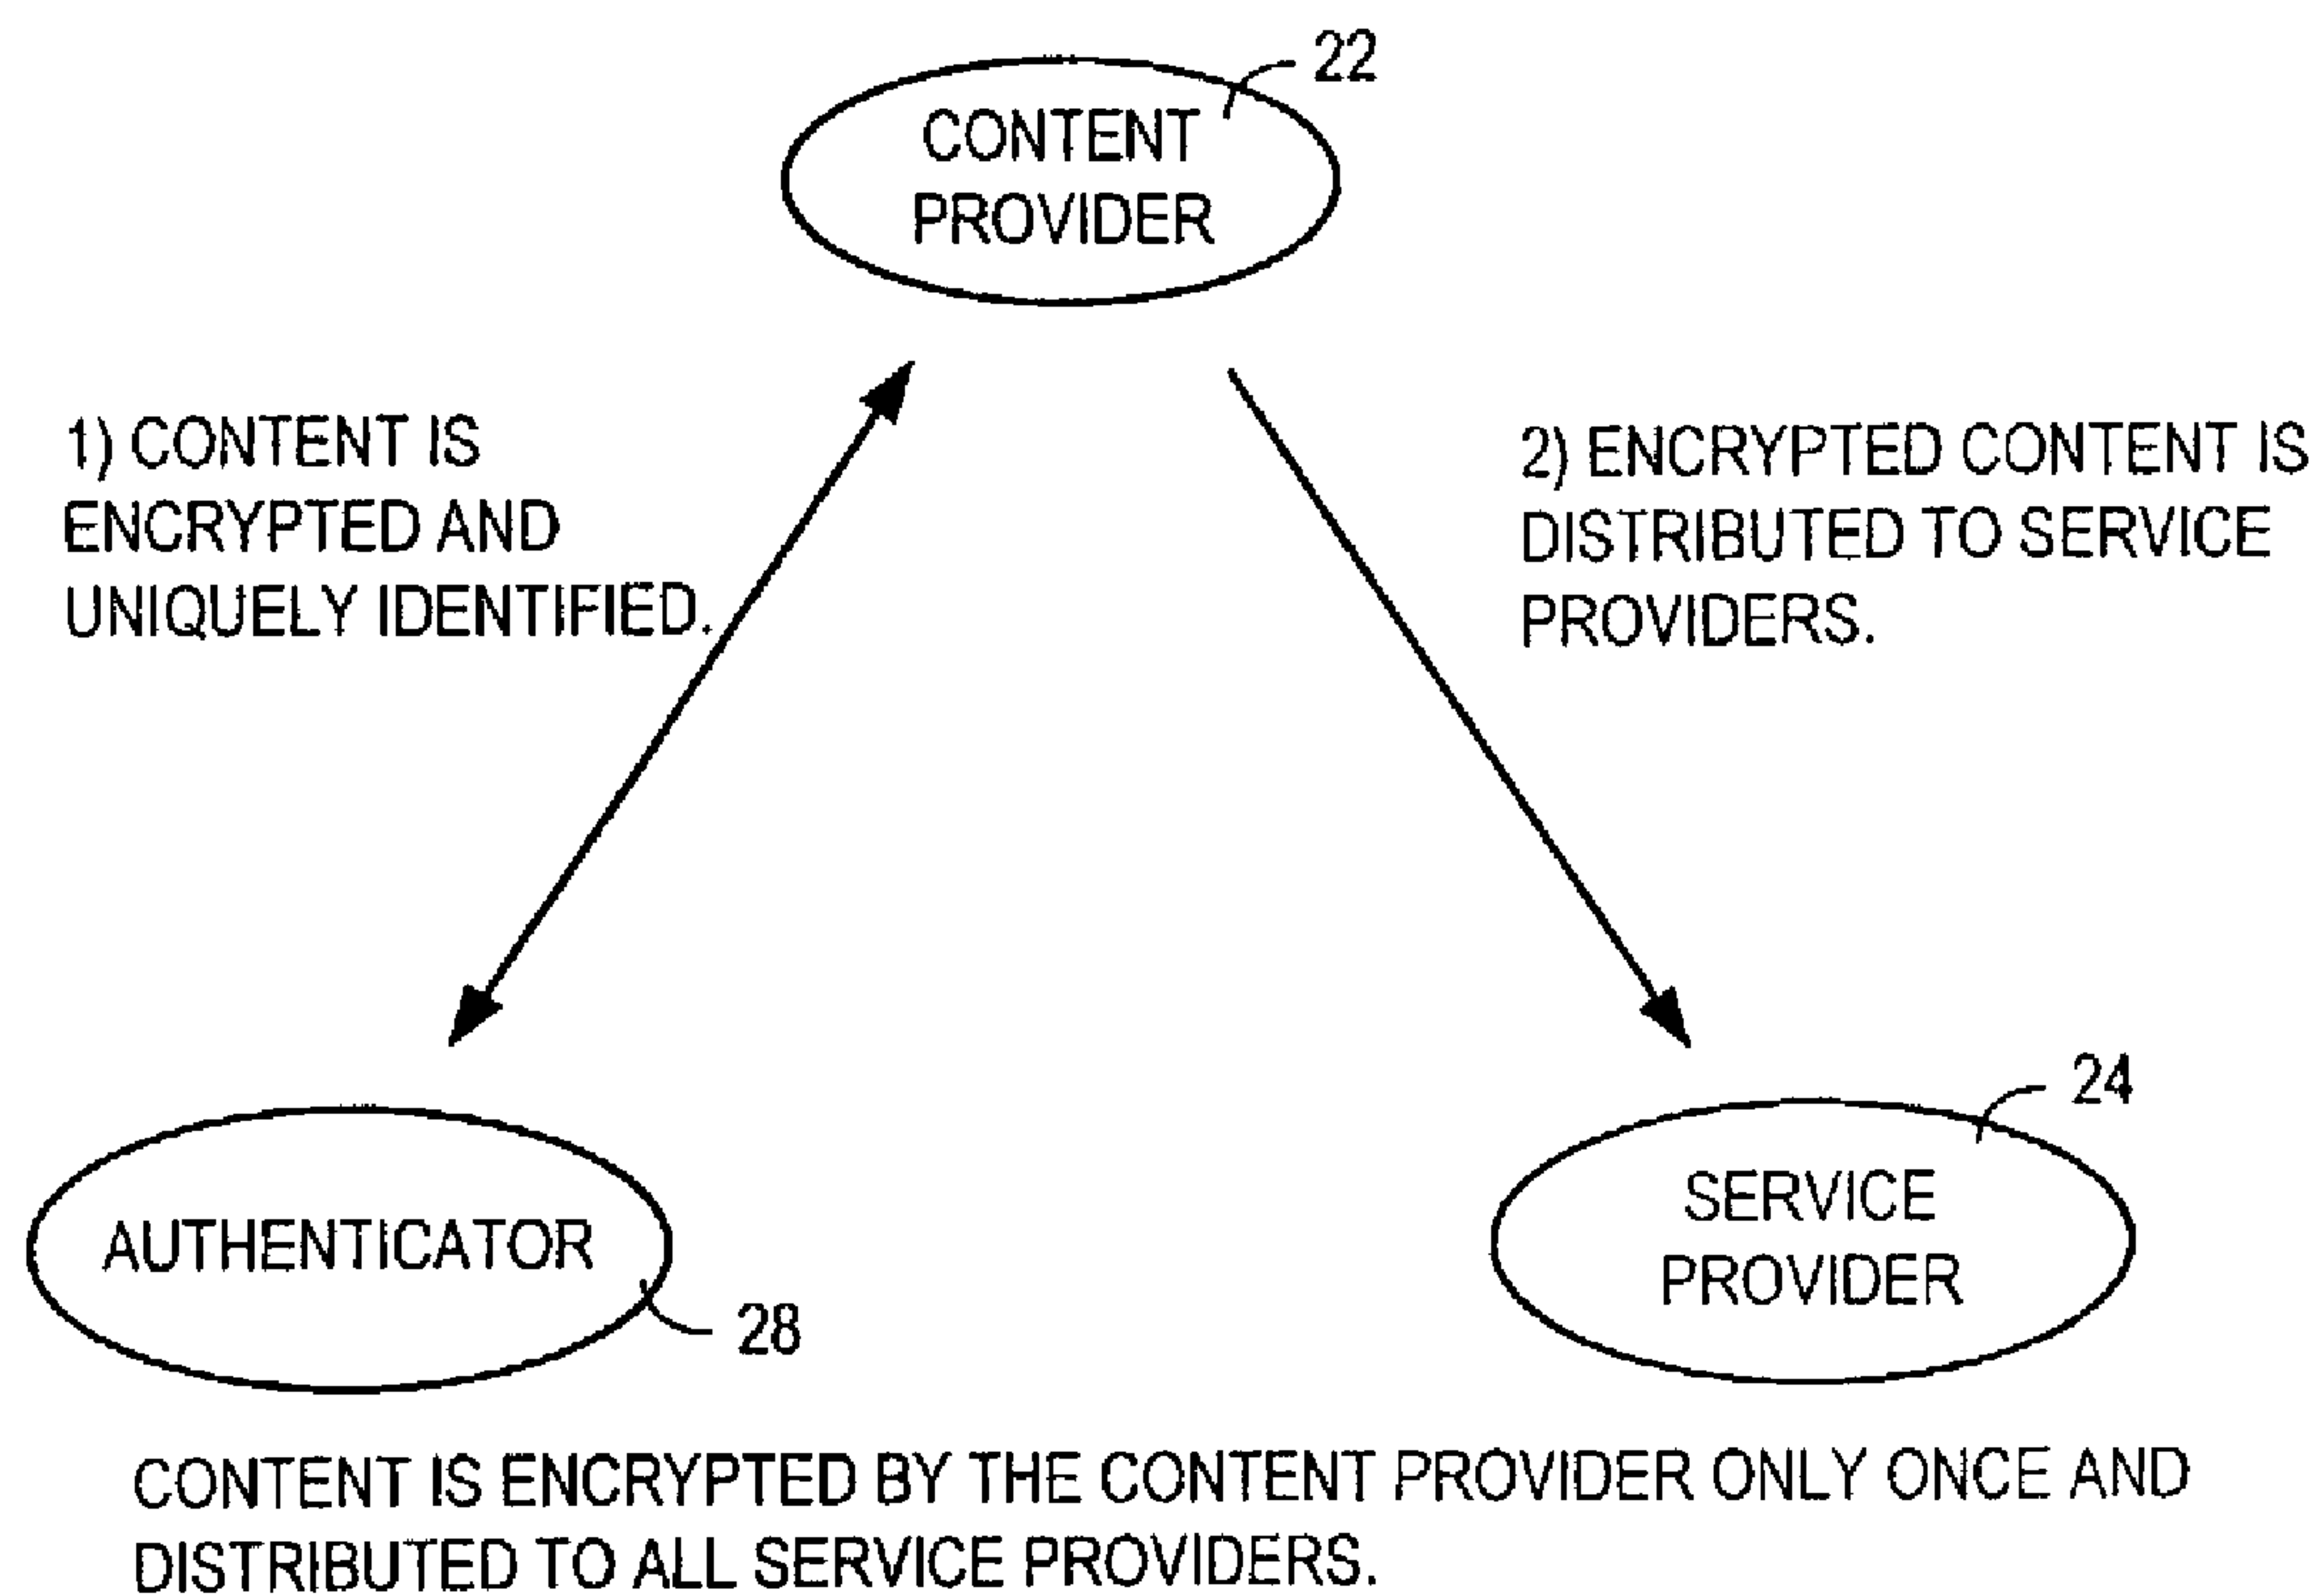 22
CONTENT
PROVIDER
1) CONTENT IS
ENCRYPTED AND
UNIQUELY IDENTIFIED.
2) ENCRYPTED CONTENT IS
DISTRIBUTED TO SERVICE
PROVIDERS.
24
AUTHENTICATOR
28
SERVICE
PROVIDER
CONTENT IS ENCRYPTED BY THE CONTENT PROVIDER ONLY ONCE AND
DISTRIBUTED TO ALL SERVICE PROVIDERS.